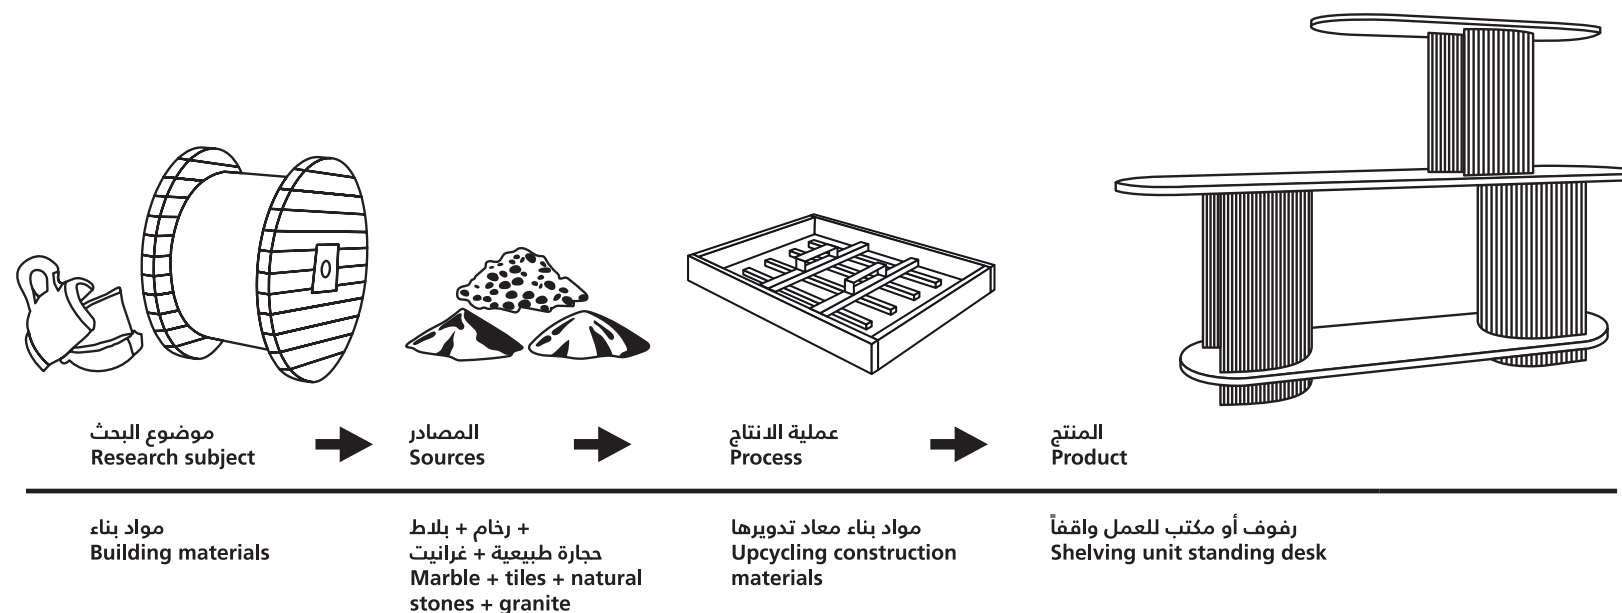 موضوع البحث
Research subject
المصادر
Sources
عملية الانتاج
Process
المنتج
Product
مواد بناء
Building materials
رخام + بلاط +
حجارة طبيعية + غرانيت
Marble + tiles + natural
stones + granite
مواد بناء معاد تدويرها
Upcycling construction
materials
رفوف أو مكتب للعمل واقفاً
Shelving unit standing desk